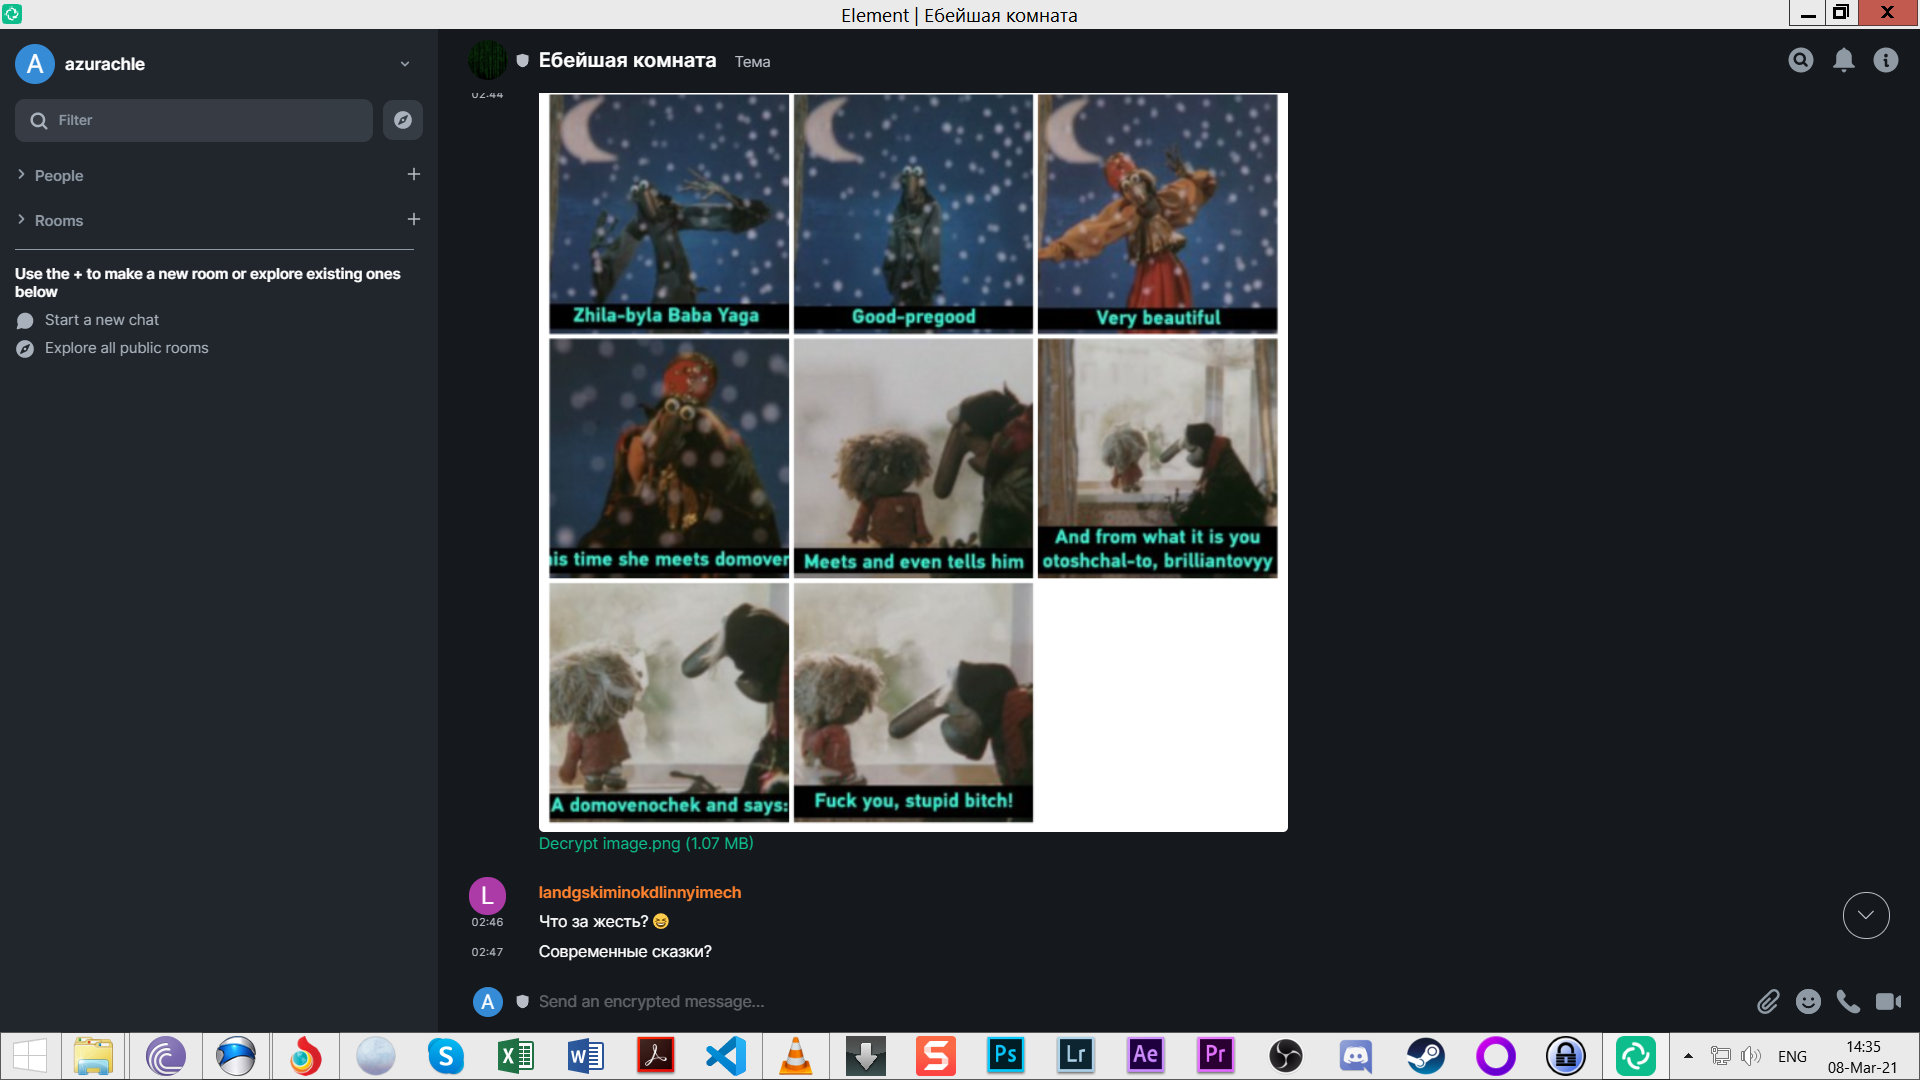 Element | Ебейшая комната
A
azurachle
Filter
People
Rooms
Use the + to make a new room or explore existing ones
below
Start a new chat
Explore all public rooms
Ебейшая комната
Тема
02:44
Zhila-byla Baba Yaga
Good-pregood
Very beautiful
is time she meets domover
Meets and even tells him
And from what it is you
otoshchal-to, brilliantovyy
A domovenochek and says:
Fuck you, stupid bitch!
Decrypt image.png (1.07 MB)
L
landgskiminokdlinnyimech
02:46
Что за жесть? 😆
02:47
Современные сказки?
A
Send an encrypted message...
S
X
W
S
Ps
Lr
Ae
Pr
ENG
14:35
08-Mar-21